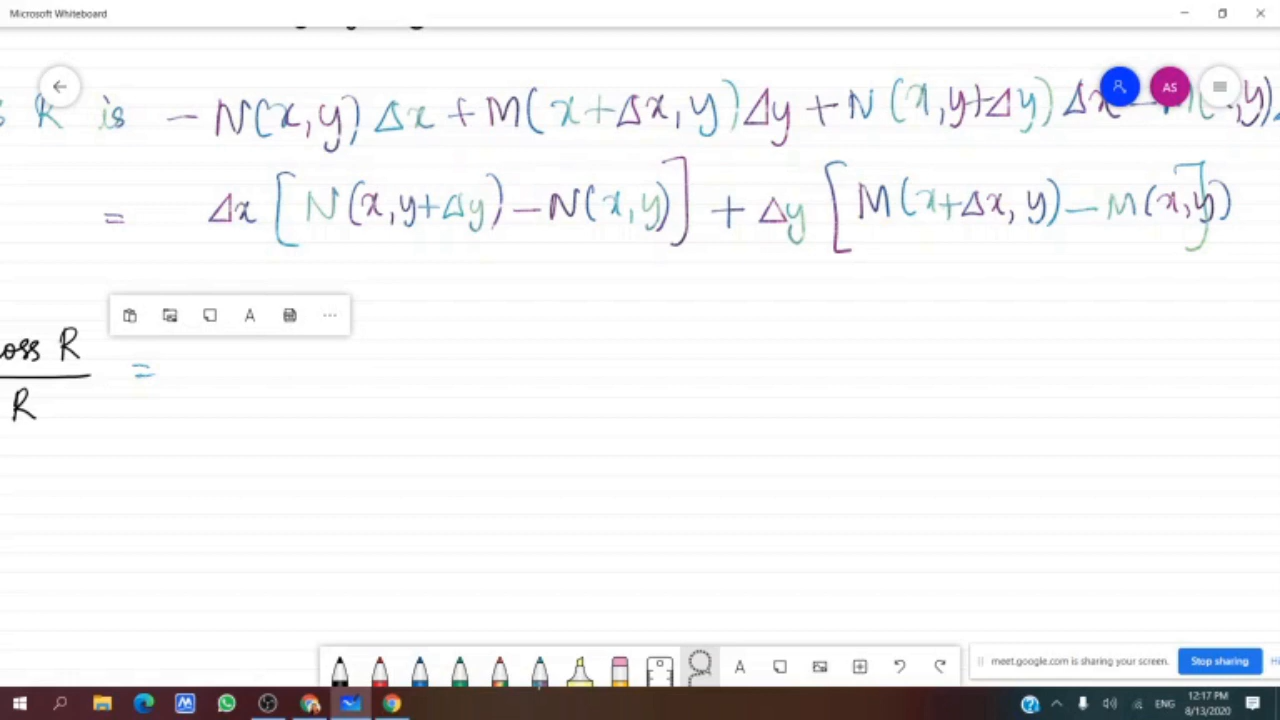 Microsoft Whiteboard
R is - N(x,y) Δx + M(x+Δx, y) Δy + N(x, y+Δy) Δx -
= Δx [N(x, y+Δy) - N(x,y)] + Δy [M(x+Δx, y) - M(x,y)]
oss R
R
=
A
AS
A
meet.google.com is sharing your screen. Stop sharing Hi
ENG 12:17 PM
8/13/2020